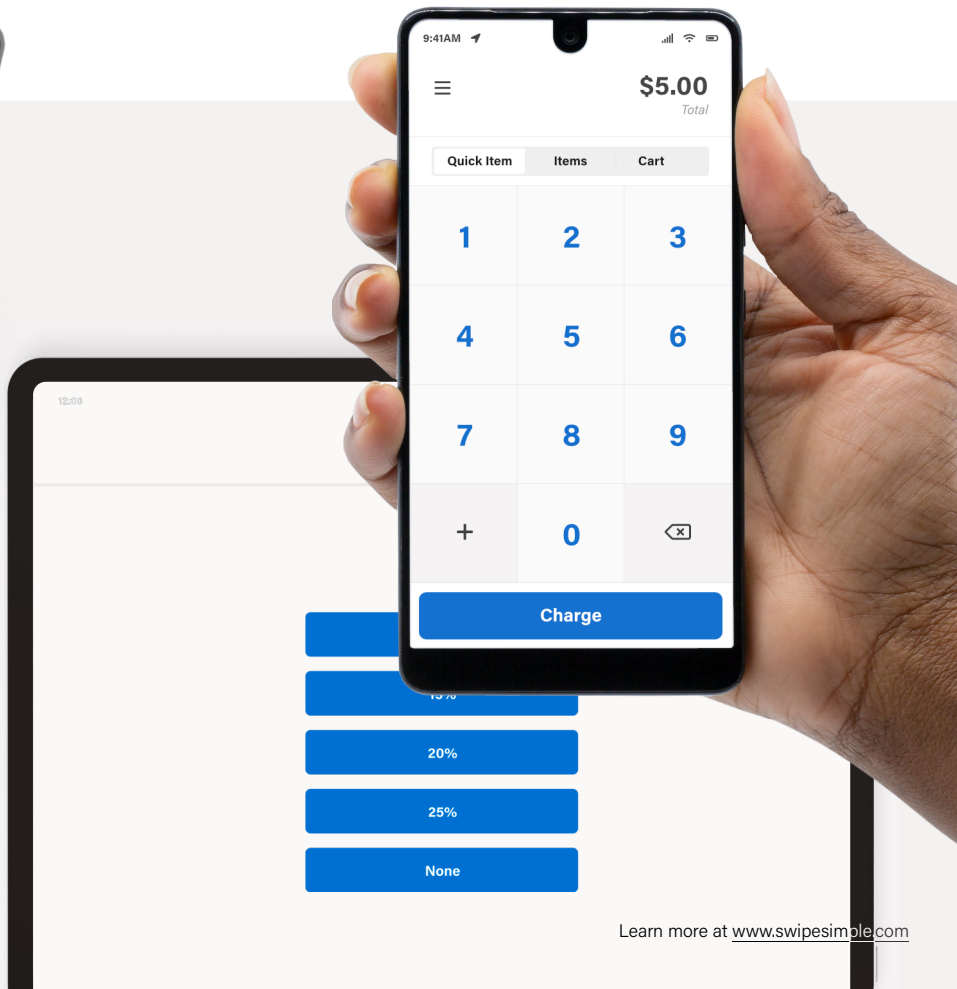 9:41AM
$5.00
Total
Quick Item Items Cart
1 2 3
4 5 6
7 8 9
+ 0
Charge
12:00
15%
20%
25%
None
Learn more at www.swipesimple.com